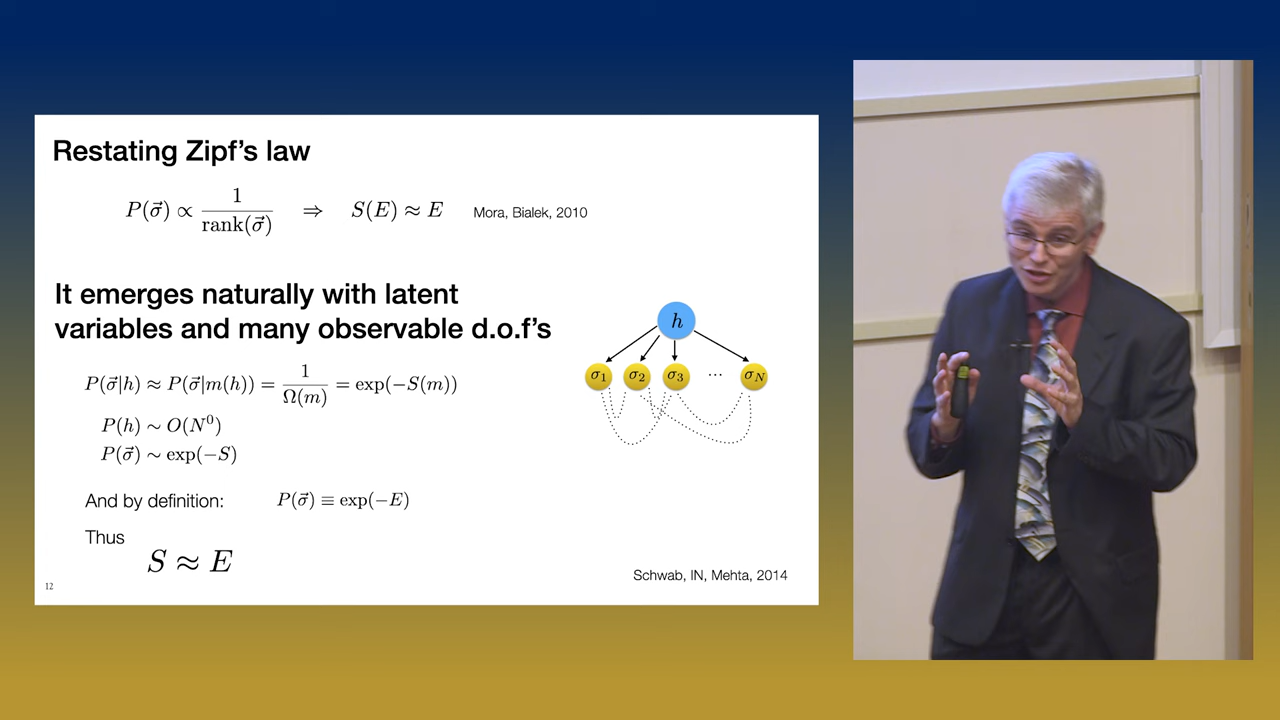 Restating Zipf's law
P(σ⃗) ∝ 1/rank(σ⃗) ⇒ S(E) ≈ E Mora, Bialek, 2010
It emerges naturally with latent
variables and many observable d.o.f's
h
σ₁ σ₂ σ₃ ⋯ σ_N
P(σ⃗|h) ≈ P(σ⃗|m(h)) = 1/Ω(m) = exp(−S(m))
P(h) ∼ O(N⁰)
P(σ⃗) ∼ exp(−S)
And by definition: P(σ⃗) ≡ exp(−E)
Thus
S ≈ E
Schwab, IN, Mehta, 2014
12